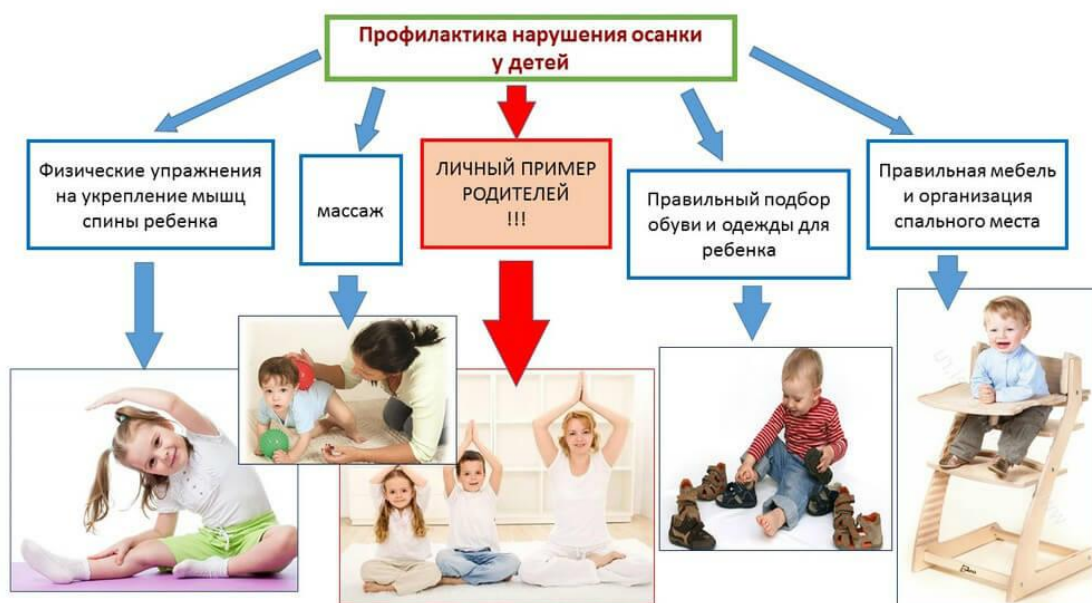 Профилактика нарушения осанки
у детей
Физические упражнения
на укрепление мышц
спины ребенка
массаж
ЛИЧНЫЙ ПРИМЕР
РОДИТЕЛЕЙ
!!!
Правильный подбор
обуви и одежды для
ребенка
Правильная мебель
и организация
спального места